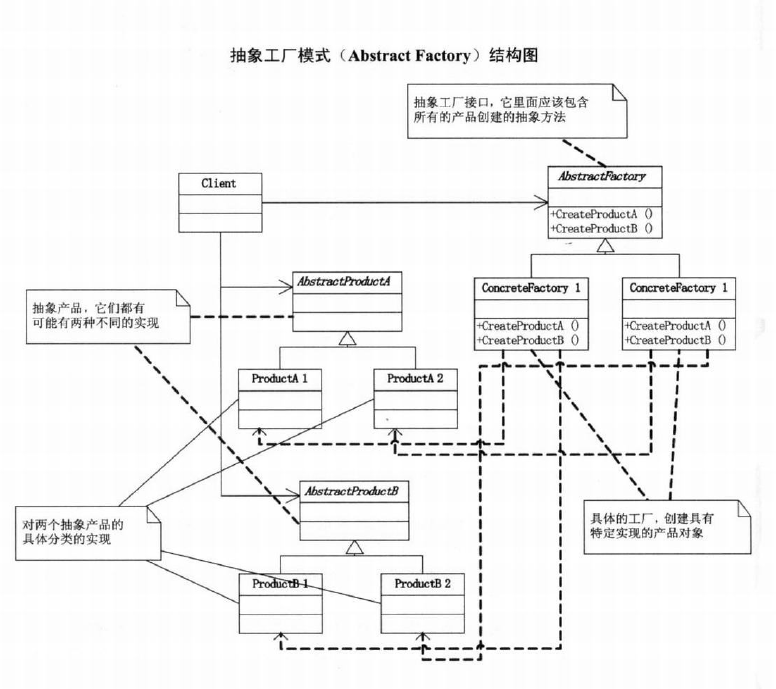 抽象工厂模式（Abstract Factory）结构图
抽象工厂接口，它里面应该包含
所有的产品创建的抽象方法
Client
AbstractFactory
+CreateProductA ()
+CreateProductB ()
AbstractProductA
ConcreteFactory 1
ConcreteFactory 1
抽象产品，它们都有
可能有两种不同的实现
+CreateProductA ()
+CreateProductB ()
+CreateProductA ()
+CreateProductB ()
ProductA 1
ProductA 2
AbstractProductB
对两个抽象产品的
具体分类的实现
具体的工厂，创建具有
特定实现的产品对象
ProductB 1
ProductB 2